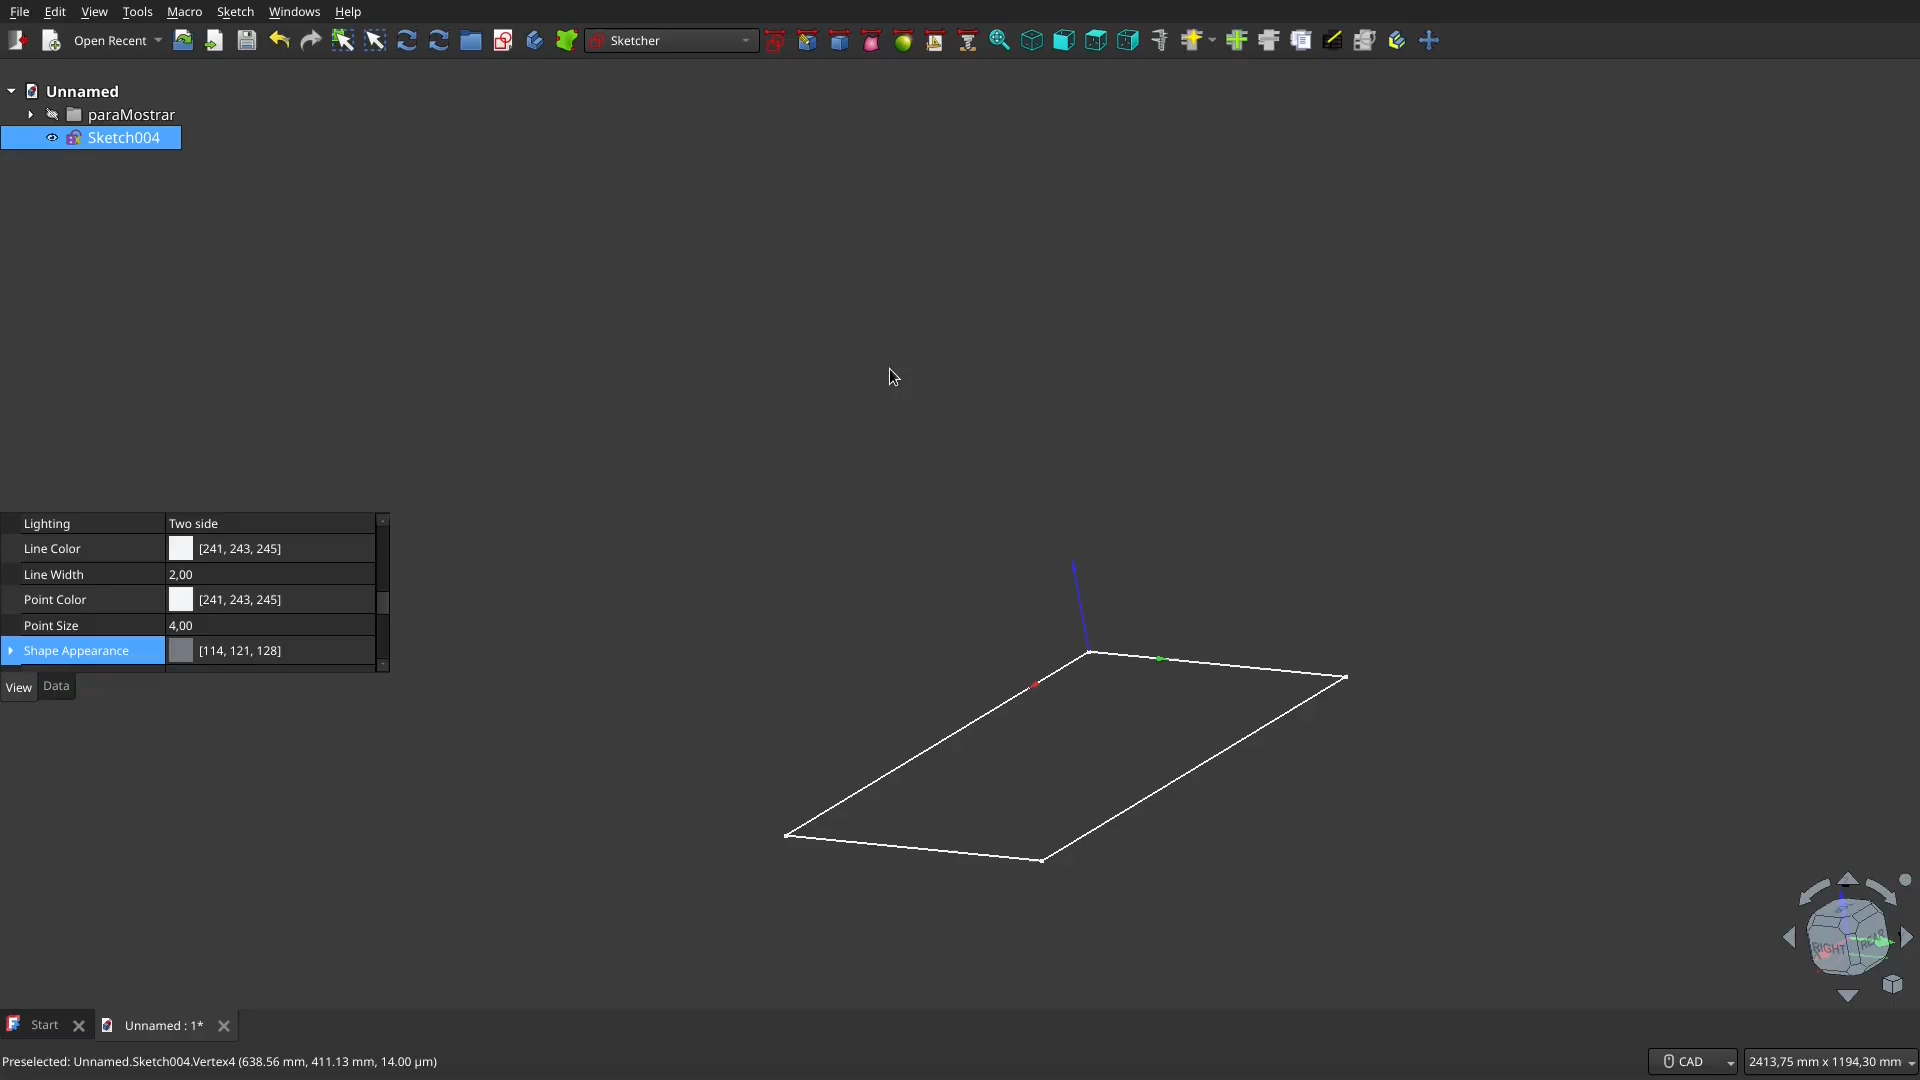 File Edit View Tools Macro Sketch Windows Help
Open Recent
Sketcher
Unnamed
paraMostrar
Sketch004
Lighting Two side
Line Color [241, 243, 245]
Line Width 2,00
Point Color [241, 243, 245]
Point Size 4,00
Shape Appearance [114, 121, 128]
View Data
RIGHT REAR
Start Unnamed : 1*
Preselected: Unnamed.Sketch004.Vertex4 (638.56 mm, 411.13 mm, 14.00 µm) CAD 2413,75 mm x 1194,30 mm